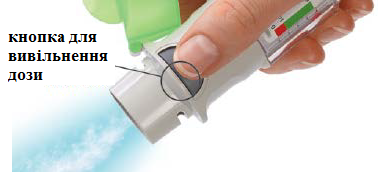 кнопка для
вивільнення
дози